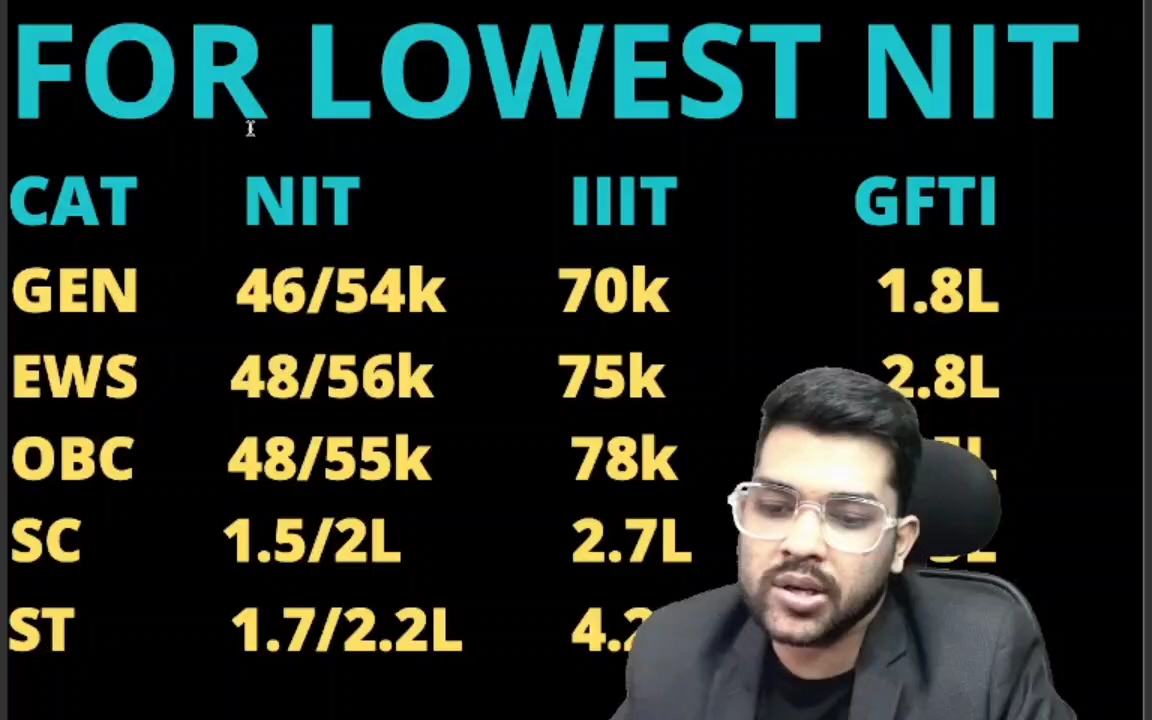 FOR LOWEST NIT
CAT NIT IIIT GFTI
GEN 46/54k 70k 1.8L
EWS 48/56k 75k 2.8L
OBC 48/55k 78k
SC 1.5/2L 2.7L
ST 1.7/2.2L